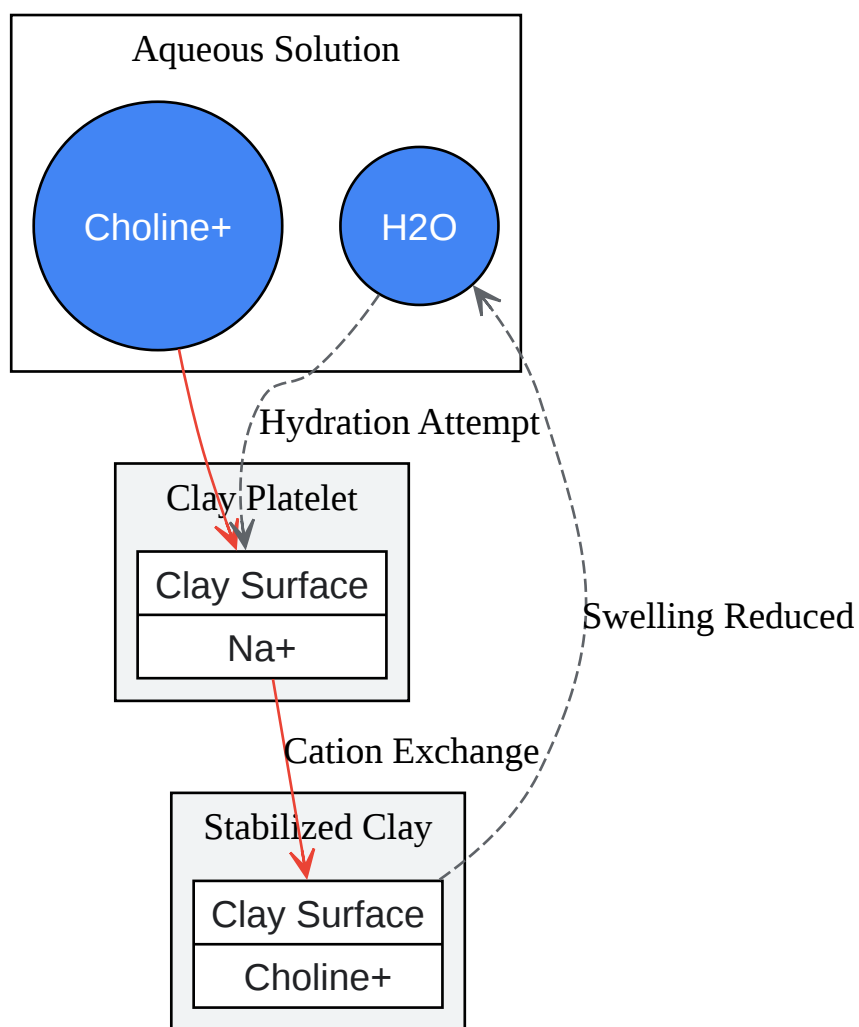 Aqueous Solution
Choline+
H2O
Hydration Attempt
Clay Platelet
Clay Surface
Na+
Swelling Reduced
Cation Exchange
Stabilized Clay
Clay Surface
Choline+